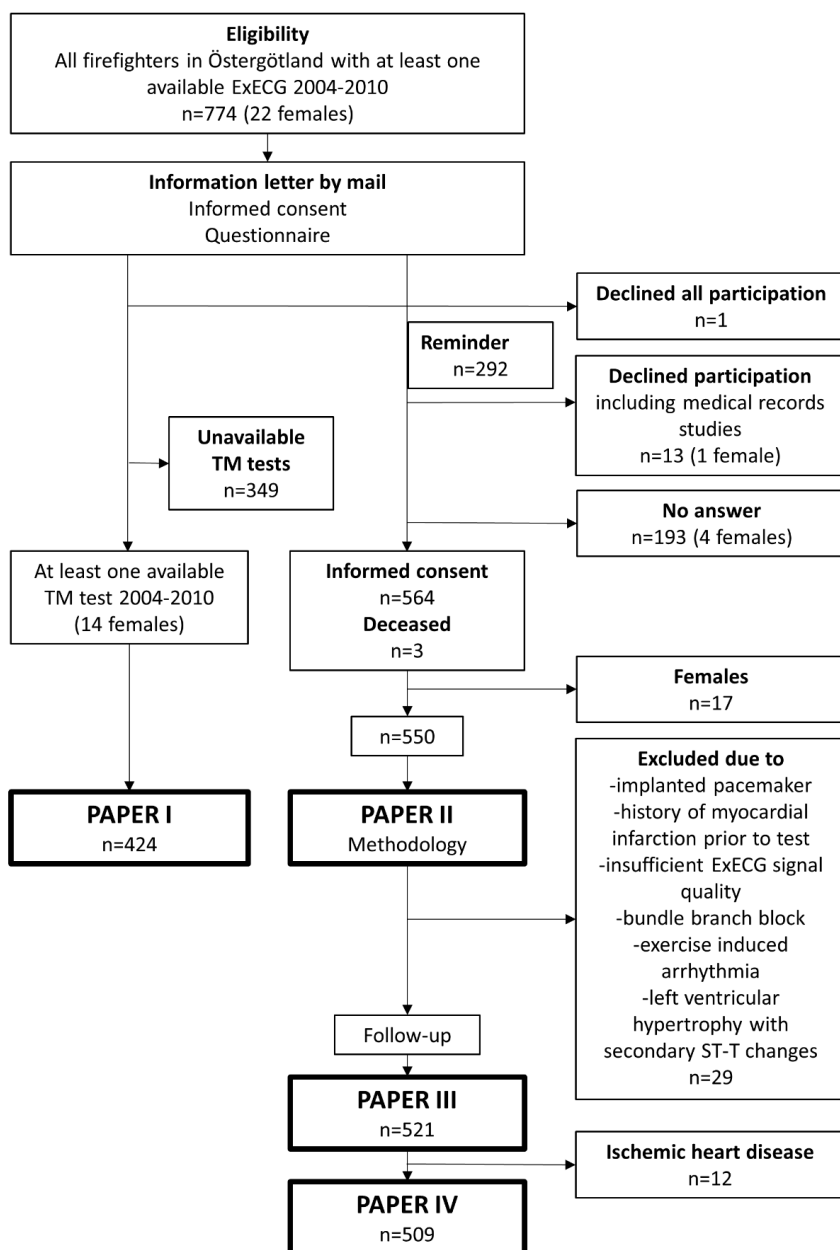 Eligibility
All firefighters in Östergötland with at least one
available ExECG 2004-2010
n=774 (22 females)
Information letter by mail
Informed consent
Questionnaire
Declined all participation
n=1
Reminder
n=292
Declined participation
including medical records
studies
n=13 (1 female)
Unavailable
TM tests
n=349
No answer
n=193 (4 females)
At least one available
TM test 2004-2010
(14 females)
Informed consent
n=564
Deceased
n=3
Females
n=17
n=550
Excluded due to
-implanted pacemaker
-history of myocardial
infarction prior to test
-insufficient ExECG signal
quality
-bundle branch block
-exercise induced
arrhythmia
-left ventricular
hypertrophy with
secondary ST-T changes
n=29
PAPER I
n=424
PAPER II
Methodology
Follow-up
PAPER III
n=521
Ischemic heart disease
n=12
PAPER IV
n=509